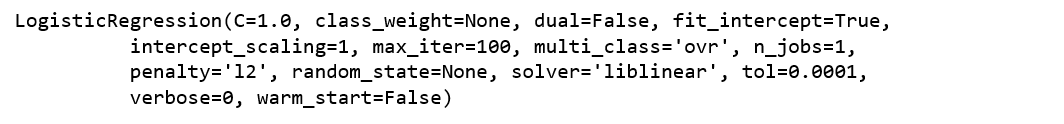 LogisticRegression(C=1.0, class_weight=None, dual=False, fit_intercept=True,
intercept_scaling=1, max_iter=100, multi_class='ovr', n_jobs=1,
penalty='l2', random_state=None, solver='liblinear', tol=0.0001,
verbose=0, warm_start=False)